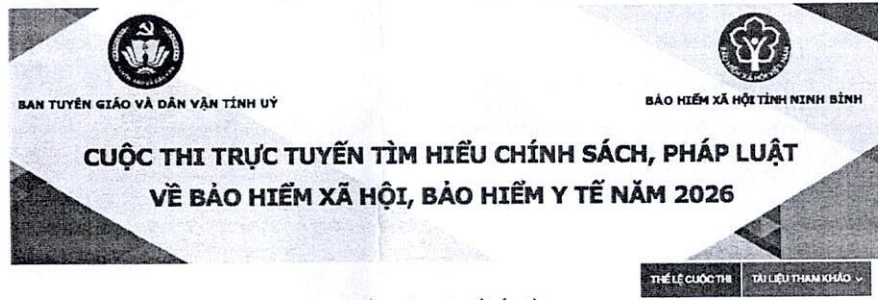 BAN TUYÊN GIÁO VÀ DÂN VẬN TỈNH UỶ
BẢO HIỂM XÃ HỘI TỈNH NINH BÌNH
CUỘC THI TRỰC TUYẾN TÌM HIỂU CHÍNH SÁCH, PHÁP LUẬT
VỀ BẢO HIỂM XÃ HỘI, BẢO HIỂM Y TẾ NĂM 2026
THỂ LỆ CUỘC THI
TÀI LIỆU THAM KHẢO